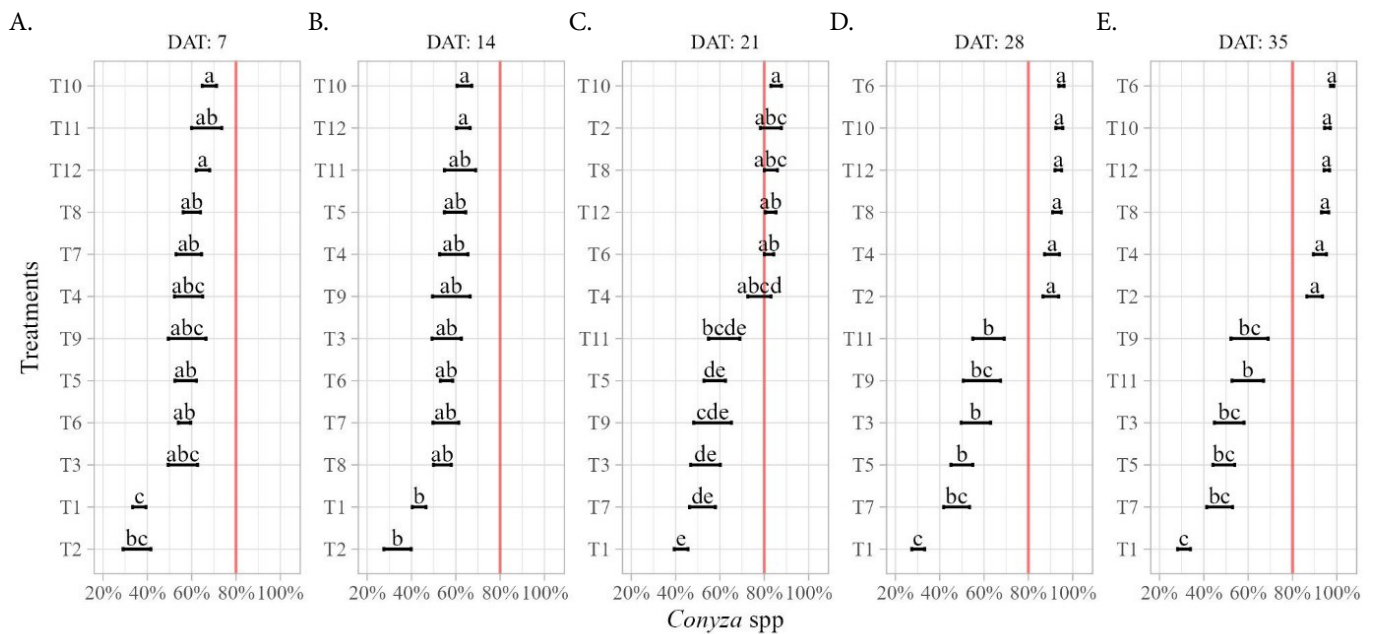 A.
DAT: 7
T10
a
T11
ab
T12
a
T8
ab
T7
ab
T4
abc
T9
abc
T5
ab
T6
ab
T3
abc
T1
c
T2
bc
20% 40% 60% 80% 100%
B.
DAT: 14
T10
a
T12
a
T11
ab
T5
ab
T4
ab
T9
ab
T3
ab
T6
ab
T7
ab
T8
ab
T1
b
T2
b
20% 40% 60% 80% 100%
C.
DAT: 21
T10
a
T2
abc
T8
abc
T12
ab
T6
ab
T4
abcd
T11
bcde
T5
de
T9
cde
T3
de
T7
de
T1
e
20% 40% 60% 80% 100%
D.
DAT: 28
T6
a
T10
a
T12
a
T8
a
T4
a
T2
a
T11
b
T9
bc
T3
b
T5
b
T7
bc
T1
c
20% 40% 60% 80% 100%
E.
DAT: 35
T6
a
T10
a
T12
a
T8
a
T4
a
T2
a
T9
bc
T11
b
T3
bc
T5
bc
T7
bc
T1
c
20% 40% 60% 80% 100%
Treatments
Conyza spp